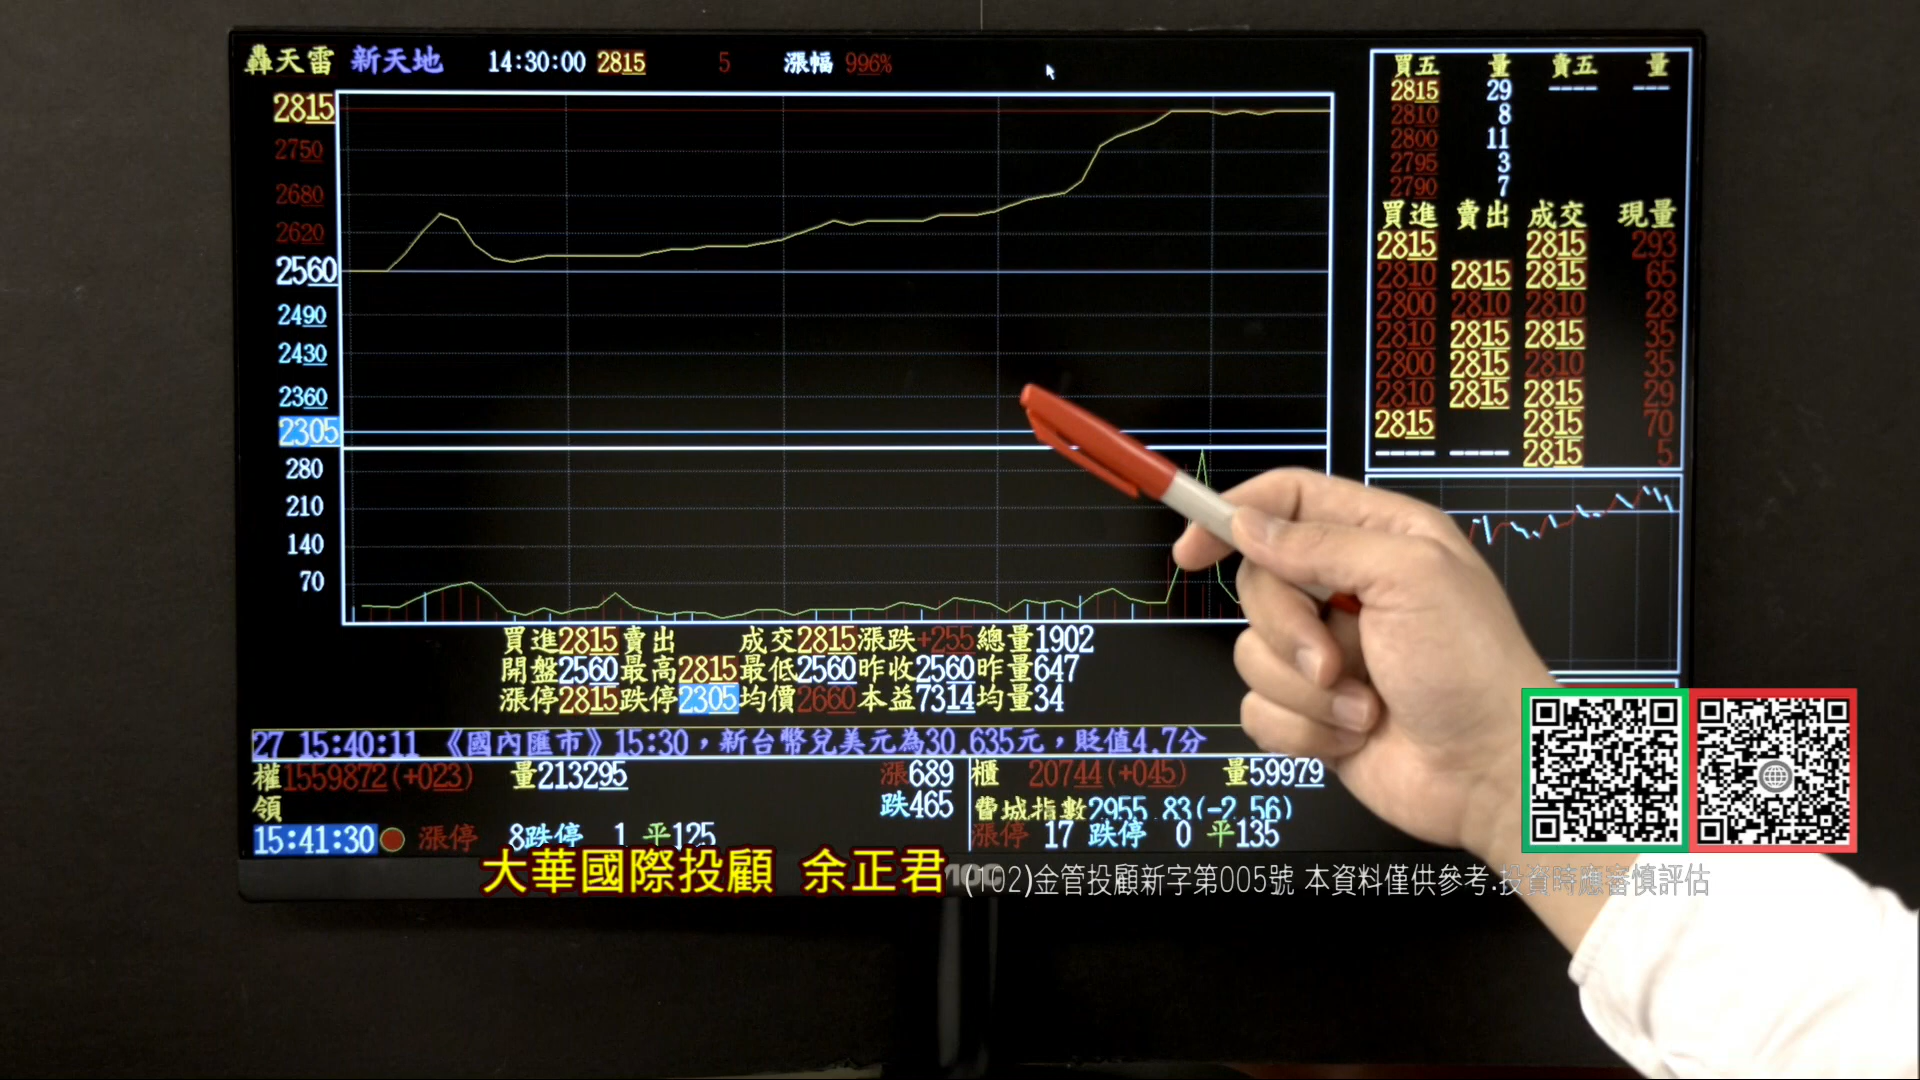 轟天雷 新天地 14:30:00 2815 5 漲幅 996%
2815
2750
2680
2620
2560
2490
2430
2360
2305
280
210
140
70
買五 量 賣五 量
2815 29 ---- ---
2810 8
2800 11
2795 3
2790 7
買進 賣出 成交 現量
2815 2815 293
2810 2815 2815 65
2800 2810 2810 28
2810 2815 2815 35
2800 2815 2810 35
2810 2815 2815 29
2815 2815 70
---- ---- 2815 5
買進2815賣出 成交2815漲跌+255總量1902
開盤2560最高2815最低2560昨收2560昨量647
漲停2815跌停2305均價2660本益7314均量34
27 15:40:11 《國內匯市》15:30，新台幣兌美元為30.635元，貶值4.7分
權1559872(+023) 量213295 漲689 櫃 20744(+045) 量59979
領 跌465 費城指數2955.83(-2.56)
15:41:30 漲停 8跌停 1 平125 漲停 17 跌停 0 平135
大華國際投顧 余正君 (102)金管投顧新字第005號 本資料僅供參考.投資時應審慎評估